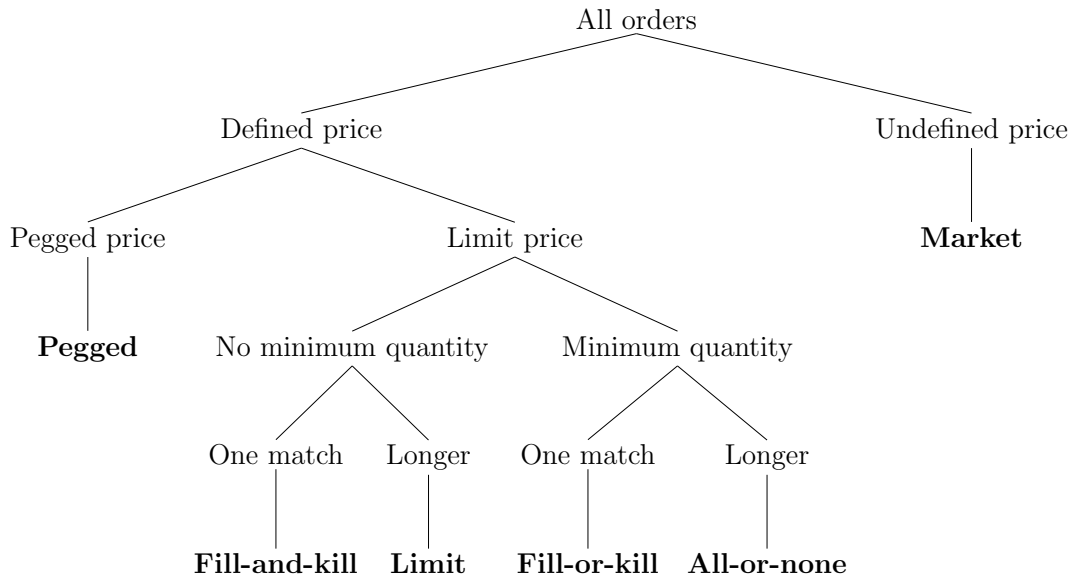 All orders
Defined price
Undefined price
Pegged price
Limit price
Market
Pegged
No minimum quantity
Minimum quantity
One match
Longer
One match
Longer
Fill-and-kill
Limit
Fill-or-kill
All-or-none